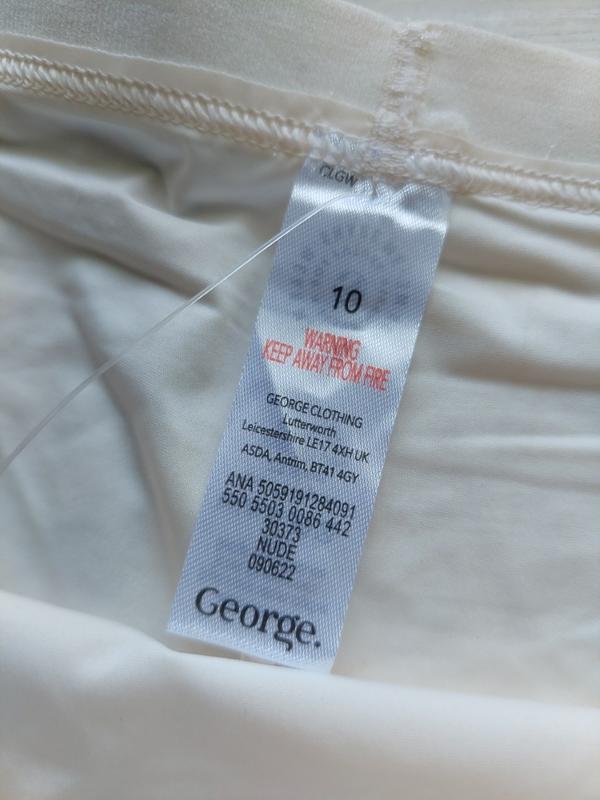 CLGW
10
WARNING
KEEP AWAY FROM FIRE
GEORGE CLOTHING
Lutterworth
Leicestershire LE17 4XH UK
ASDA, Antrim, BT41 4GY
ANA 5059191284091
550 5503 0086 442
30373
NUDE
090622
George.